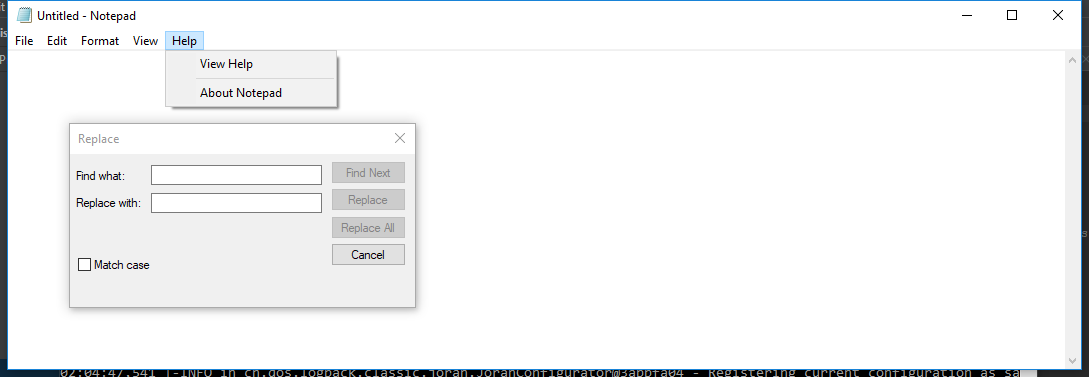 Untitled - Notepad
File Edit Format View Help
View Help
About Notepad
Replace
Find what:
Find Next
Replace with:
Replace
Replace All
Cancel
Match case
02:04:47.541 |-INFO in ch.qos.logback.classic.joran.JoranConfigurator@3abbfa04 - Registering current configuration as sa